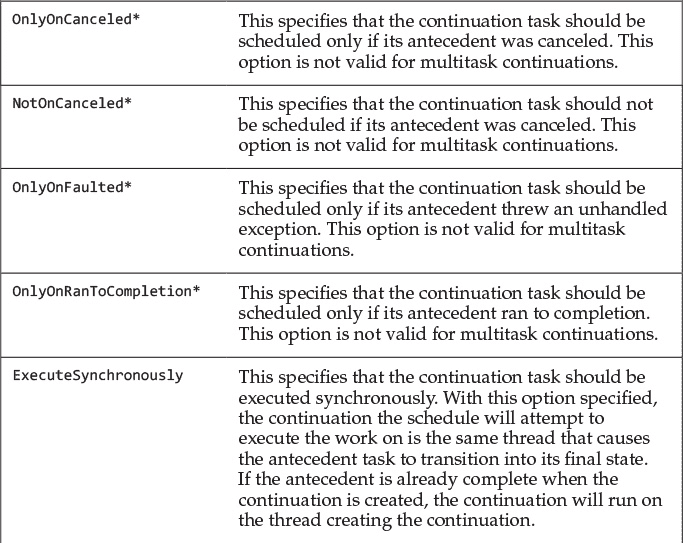 OnlyOnCanceled*
This specifies that the continuation task should be
scheduled only if its antecedent was canceled. This
option is not valid for multitask continuations.
NotOnCanceled*
This specifies that the continuation task should not
be scheduled if its antecedent was canceled. This
option is not valid for multitask continuations.
OnlyOnFaulted*
This specifies that the continuation task should be
scheduled only if its antecedent threw an unhandled
exception. This option is not valid for multitask
continuations.
OnlyOnRanToCompletion*
This specifies that the continuation task should be
scheduled only if its antecedent ran to completion.
This option is not valid for multitask continuations.
ExecuteSynchronously
This specifies that the continuation task should be
executed synchronously. With this option specified,
the continuation the schedule will attempt to
execute the work on is the same thread that causes
the antecedent task to transition into its final state.
If the antecedent is already complete when the
continuation is created, the continuation will run on
the thread creating the continuation.